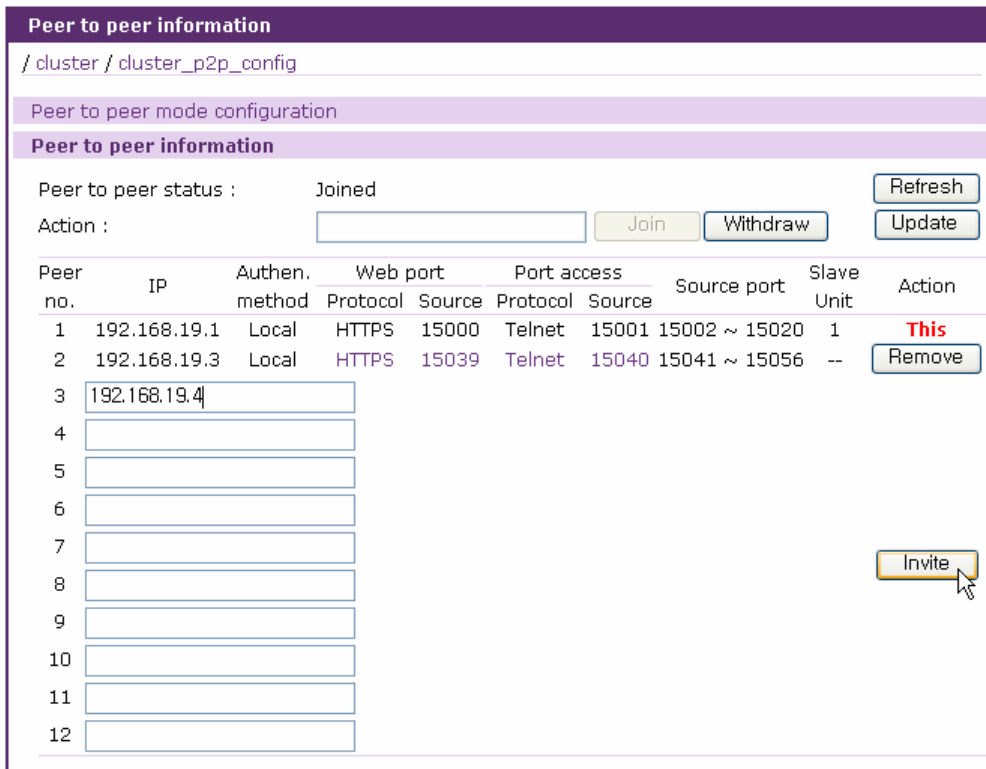 Peer to peer information
/ cluster / cluster_p2p_config
Peer to peer mode configuration
Peer to peer information
Peer to peer status : Joined Refresh
Action : Join Withdraw Update
Peer no. IP Authen. method Web port Port access Source port Slave Unit Action
Protocol Source Protocol Source
1 192.168.19.1 Local HTTPS 15000 Telnet 15001 15002 ~ 15020 1 This
2 192.168.19.3 Local HTTPS 15039 Telnet 15040 15041 ~ 15056 -- Remove
3 192.168.19.4
4
5
6
7
Invite
8
9
10
11
12